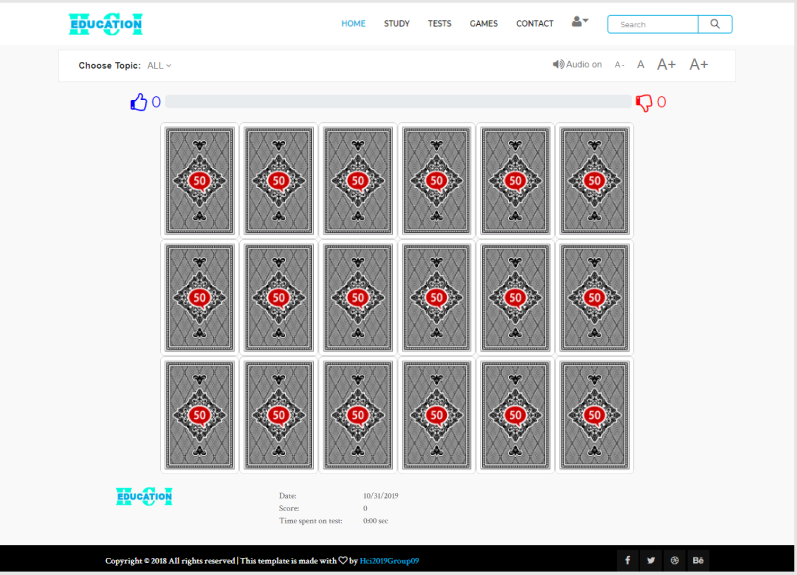 HCI EDUCATION
HOME STUDY TESTS GAMES CONTACT Search
Choose Topic: ALL Audio on A- A A+ A+
0 0
50 50 50 50 50 50
50 50 50 50 50 50
50 50 50 50 50 50
HCI EDUCATION
Date: 10/31/2019
Score: 0
Time spent on test: 0:00 sec
Copyright © 2018 All rights reserved | This template is made with ♡ by Hci2019Group09 f Bē